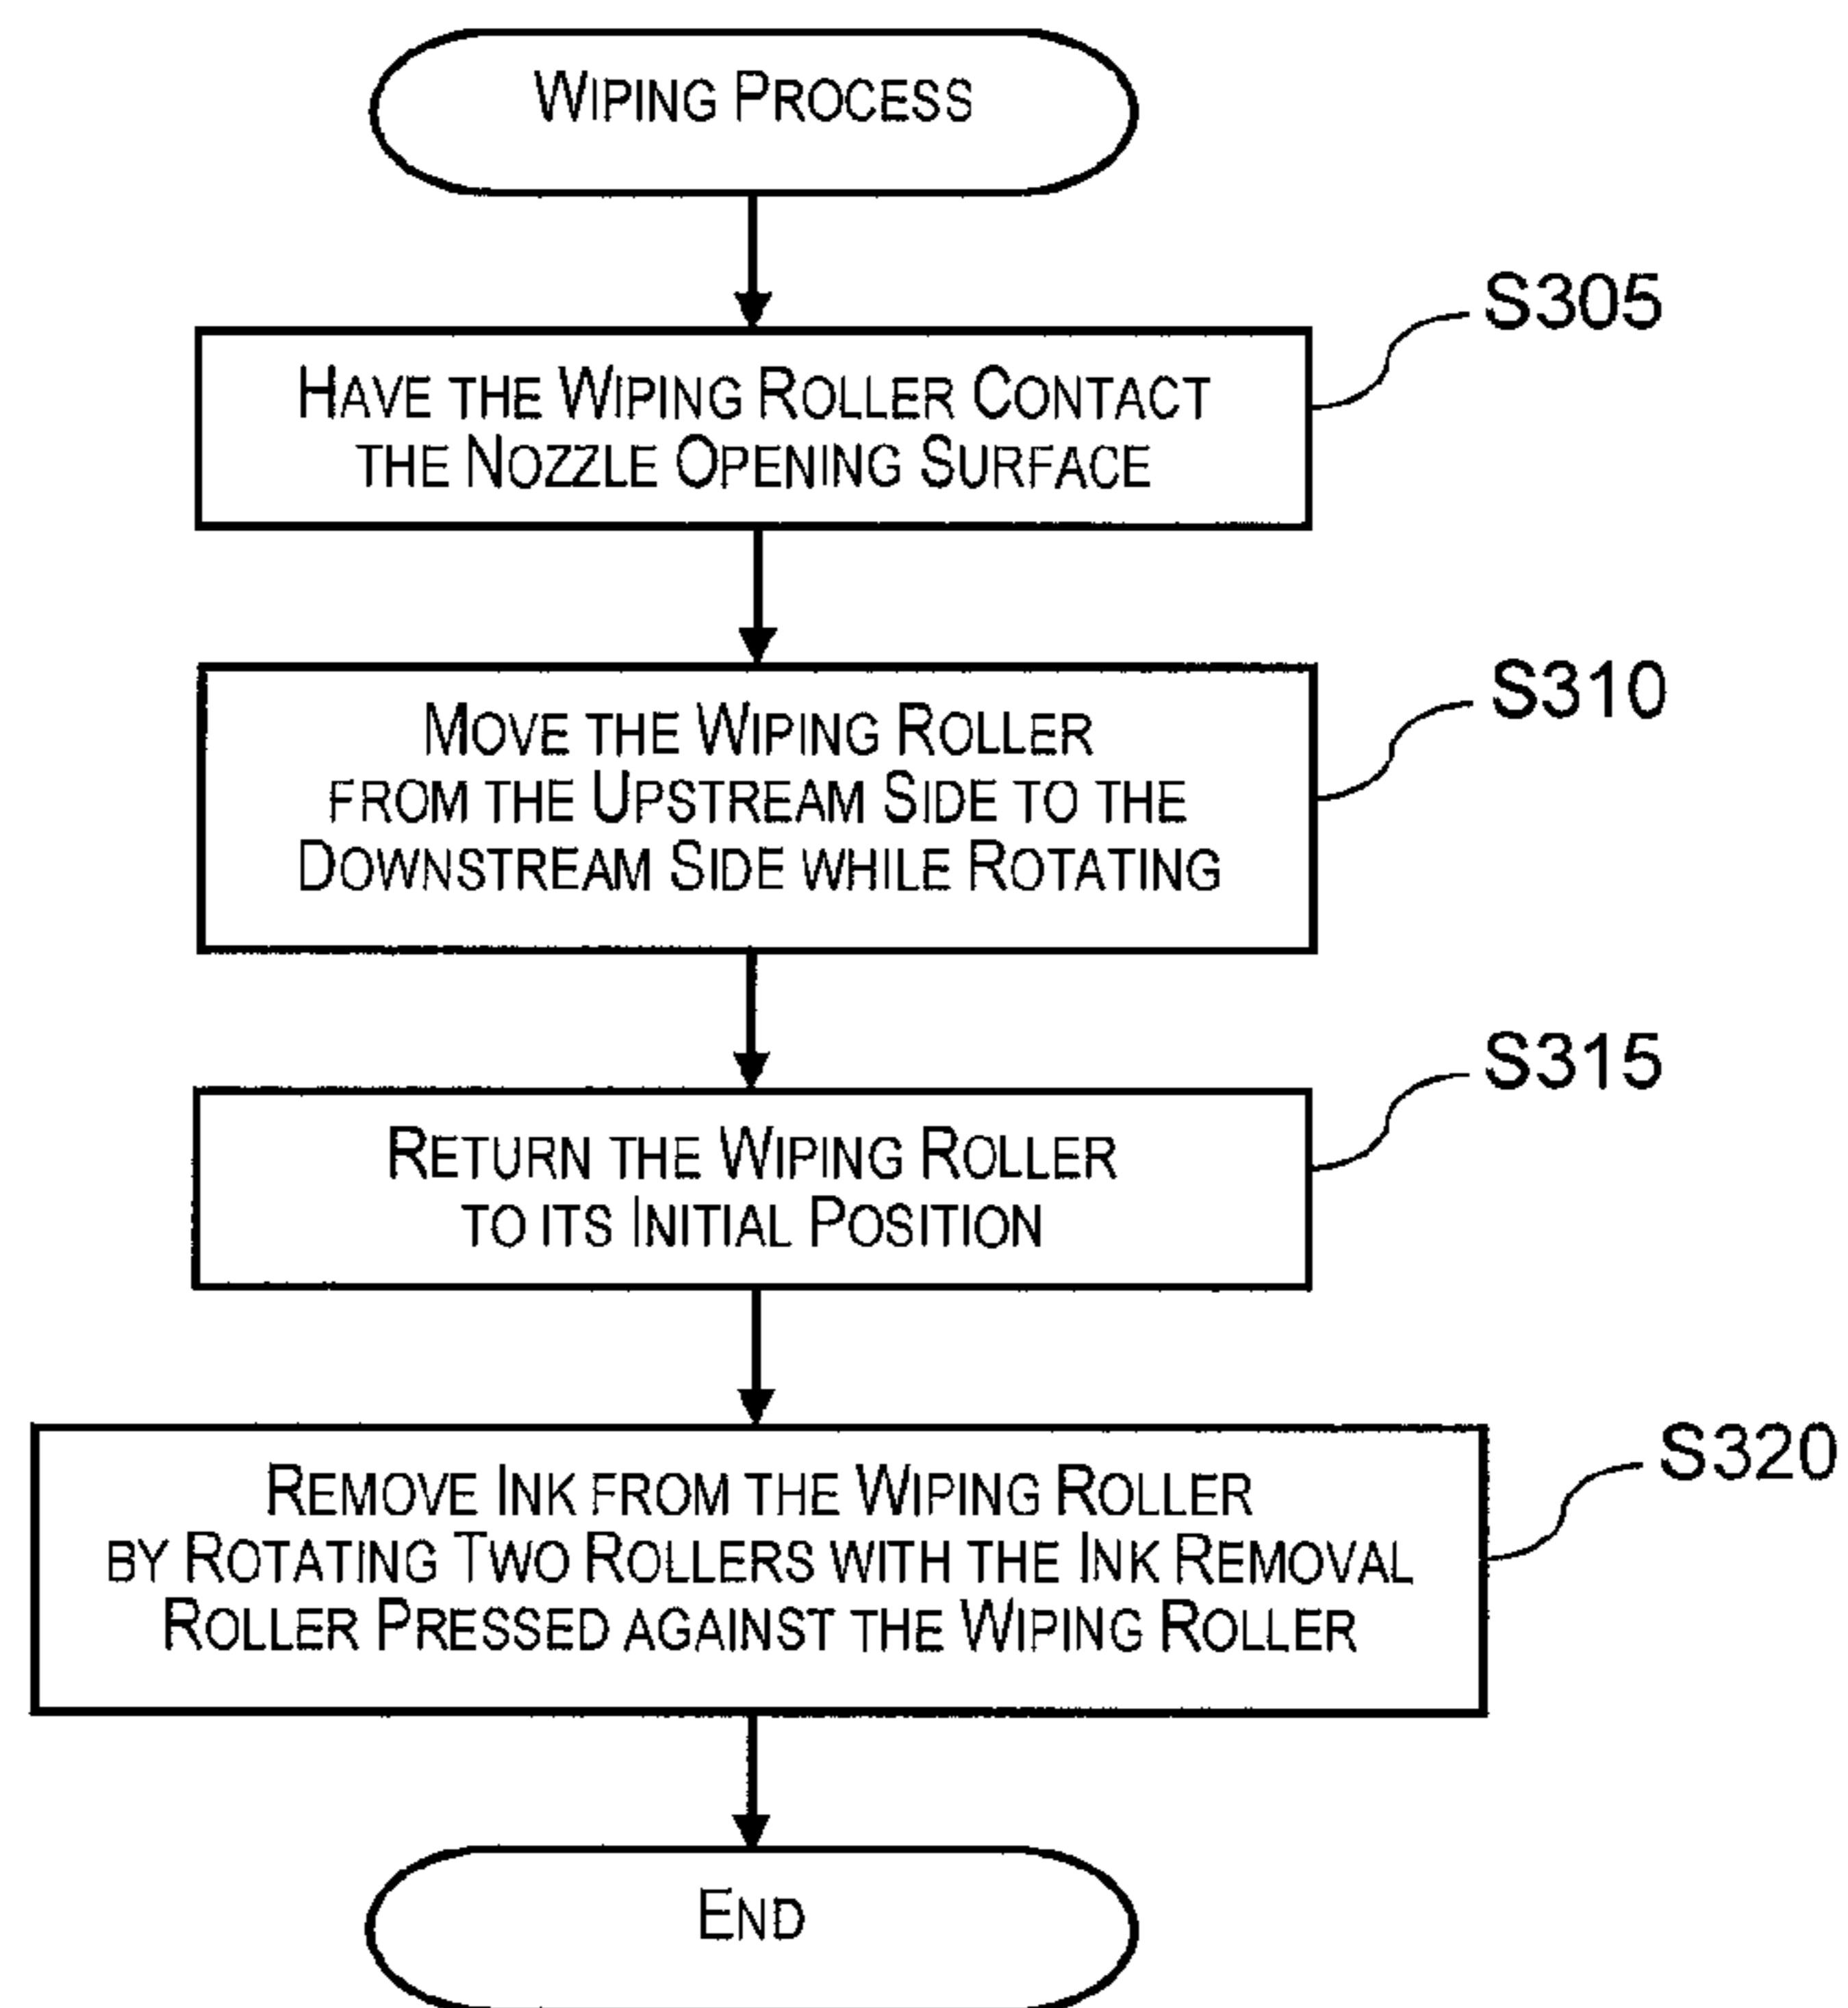 WIPING PROCESS
S305
HAVE THE WIPING ROLLER CONTACT
THE NOZZLE OPENING SURFACE
S310
MOVE THE WIPING ROLLER
FROM THE UPSTREAM SIDE TO THE
DOWNSTREAM SIDE WHILE ROTATING
S315
RETURN THE WIPING ROLLER
TO ITS INITIAL POSITION
S320
REMOVE INK FROM THE WIPING ROLLER
BY ROTATING TWO ROLLERS WITH THE INK REMOVAL
ROLLER PRESSED AGAINST THE WIPING ROLLER
END